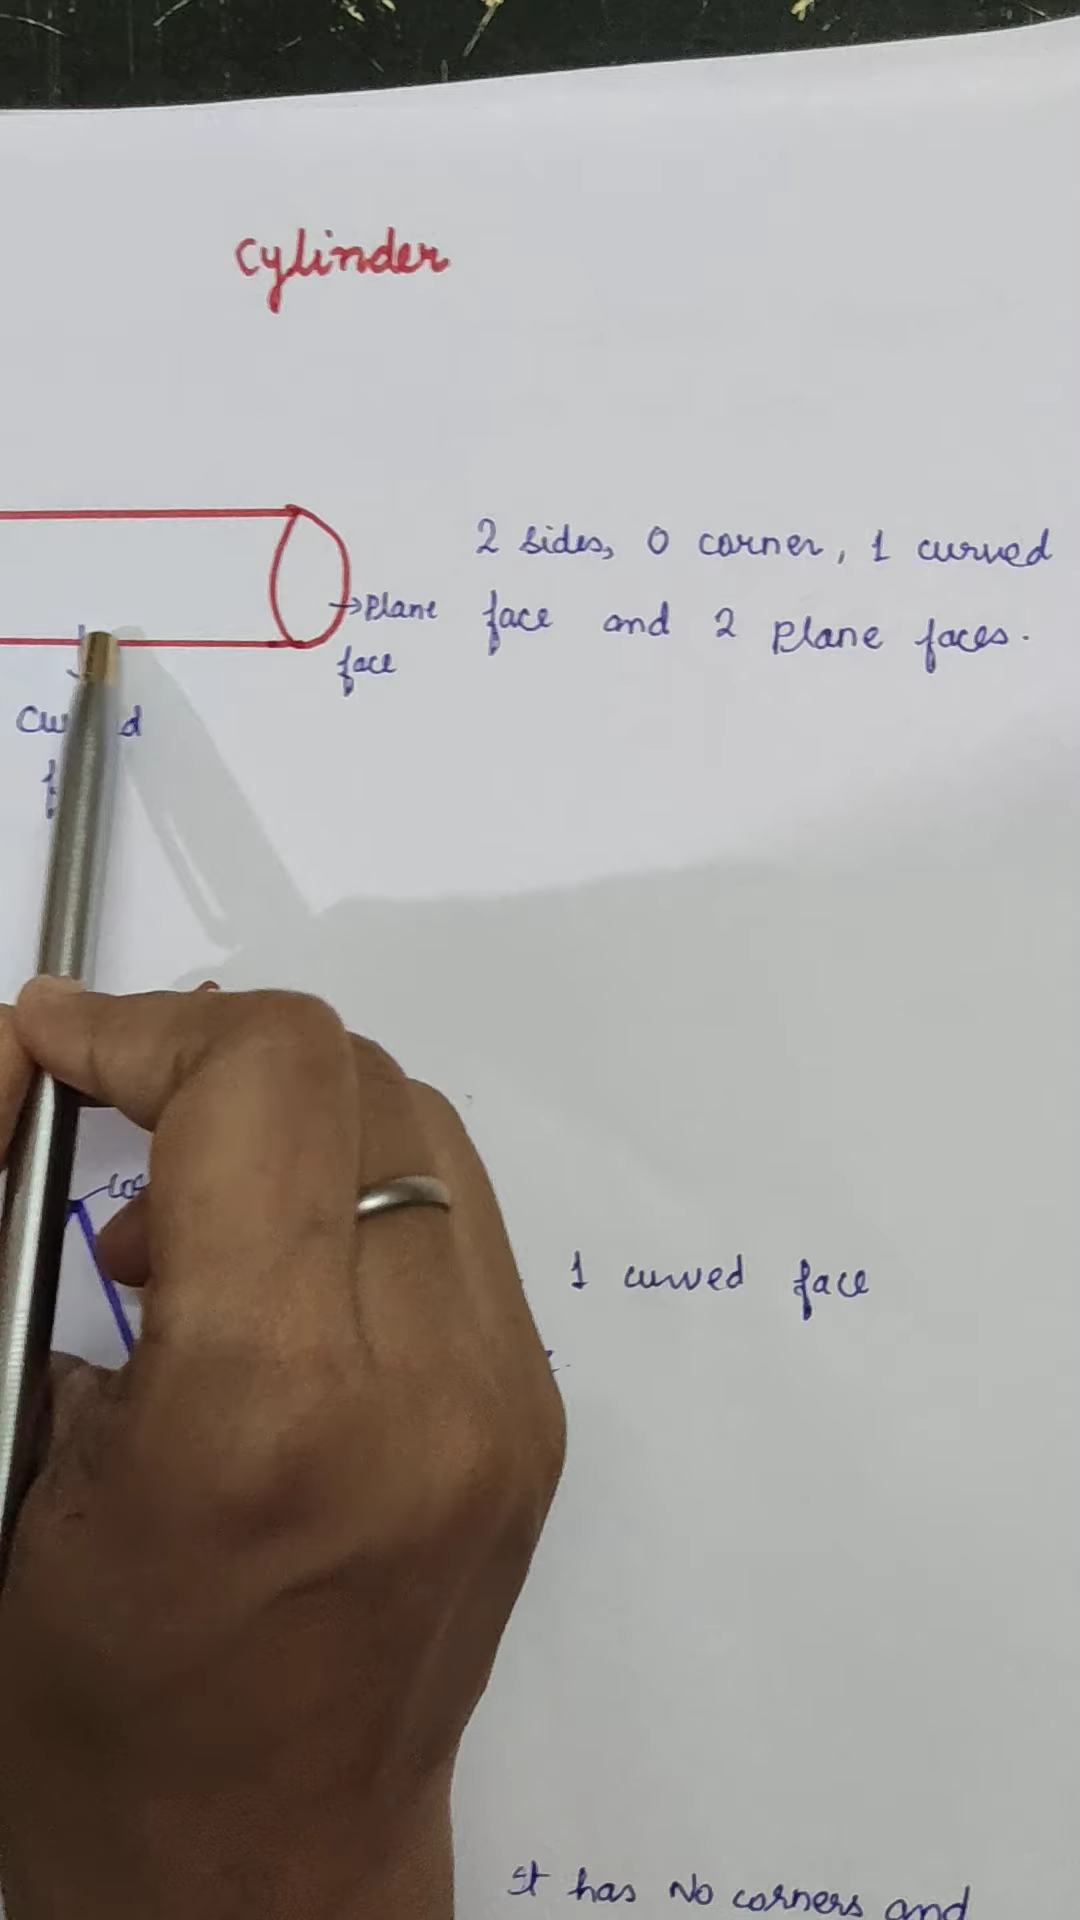 cylinder
2 sides, 0 corner, 1 curved
face and 2 Plane faces.
Plane
face
1 curved face
It has No corners and